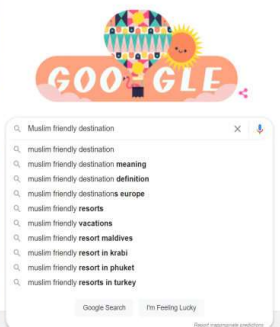 GOO-GLE
Muslim friendly destination
muslim friendly destination
muslim friendly destination meaning
muslim friendly destination definition
muslim friendly destinations europe
muslim friendly resorts
muslim friendly vacations
muslim friendly resort maldives
muslim friendly resort in krabi
muslim friendly resort in phuket
muslim friendly resorts in turkey
Google Search I'm Feeling Lucky
Report inappropriate predictions